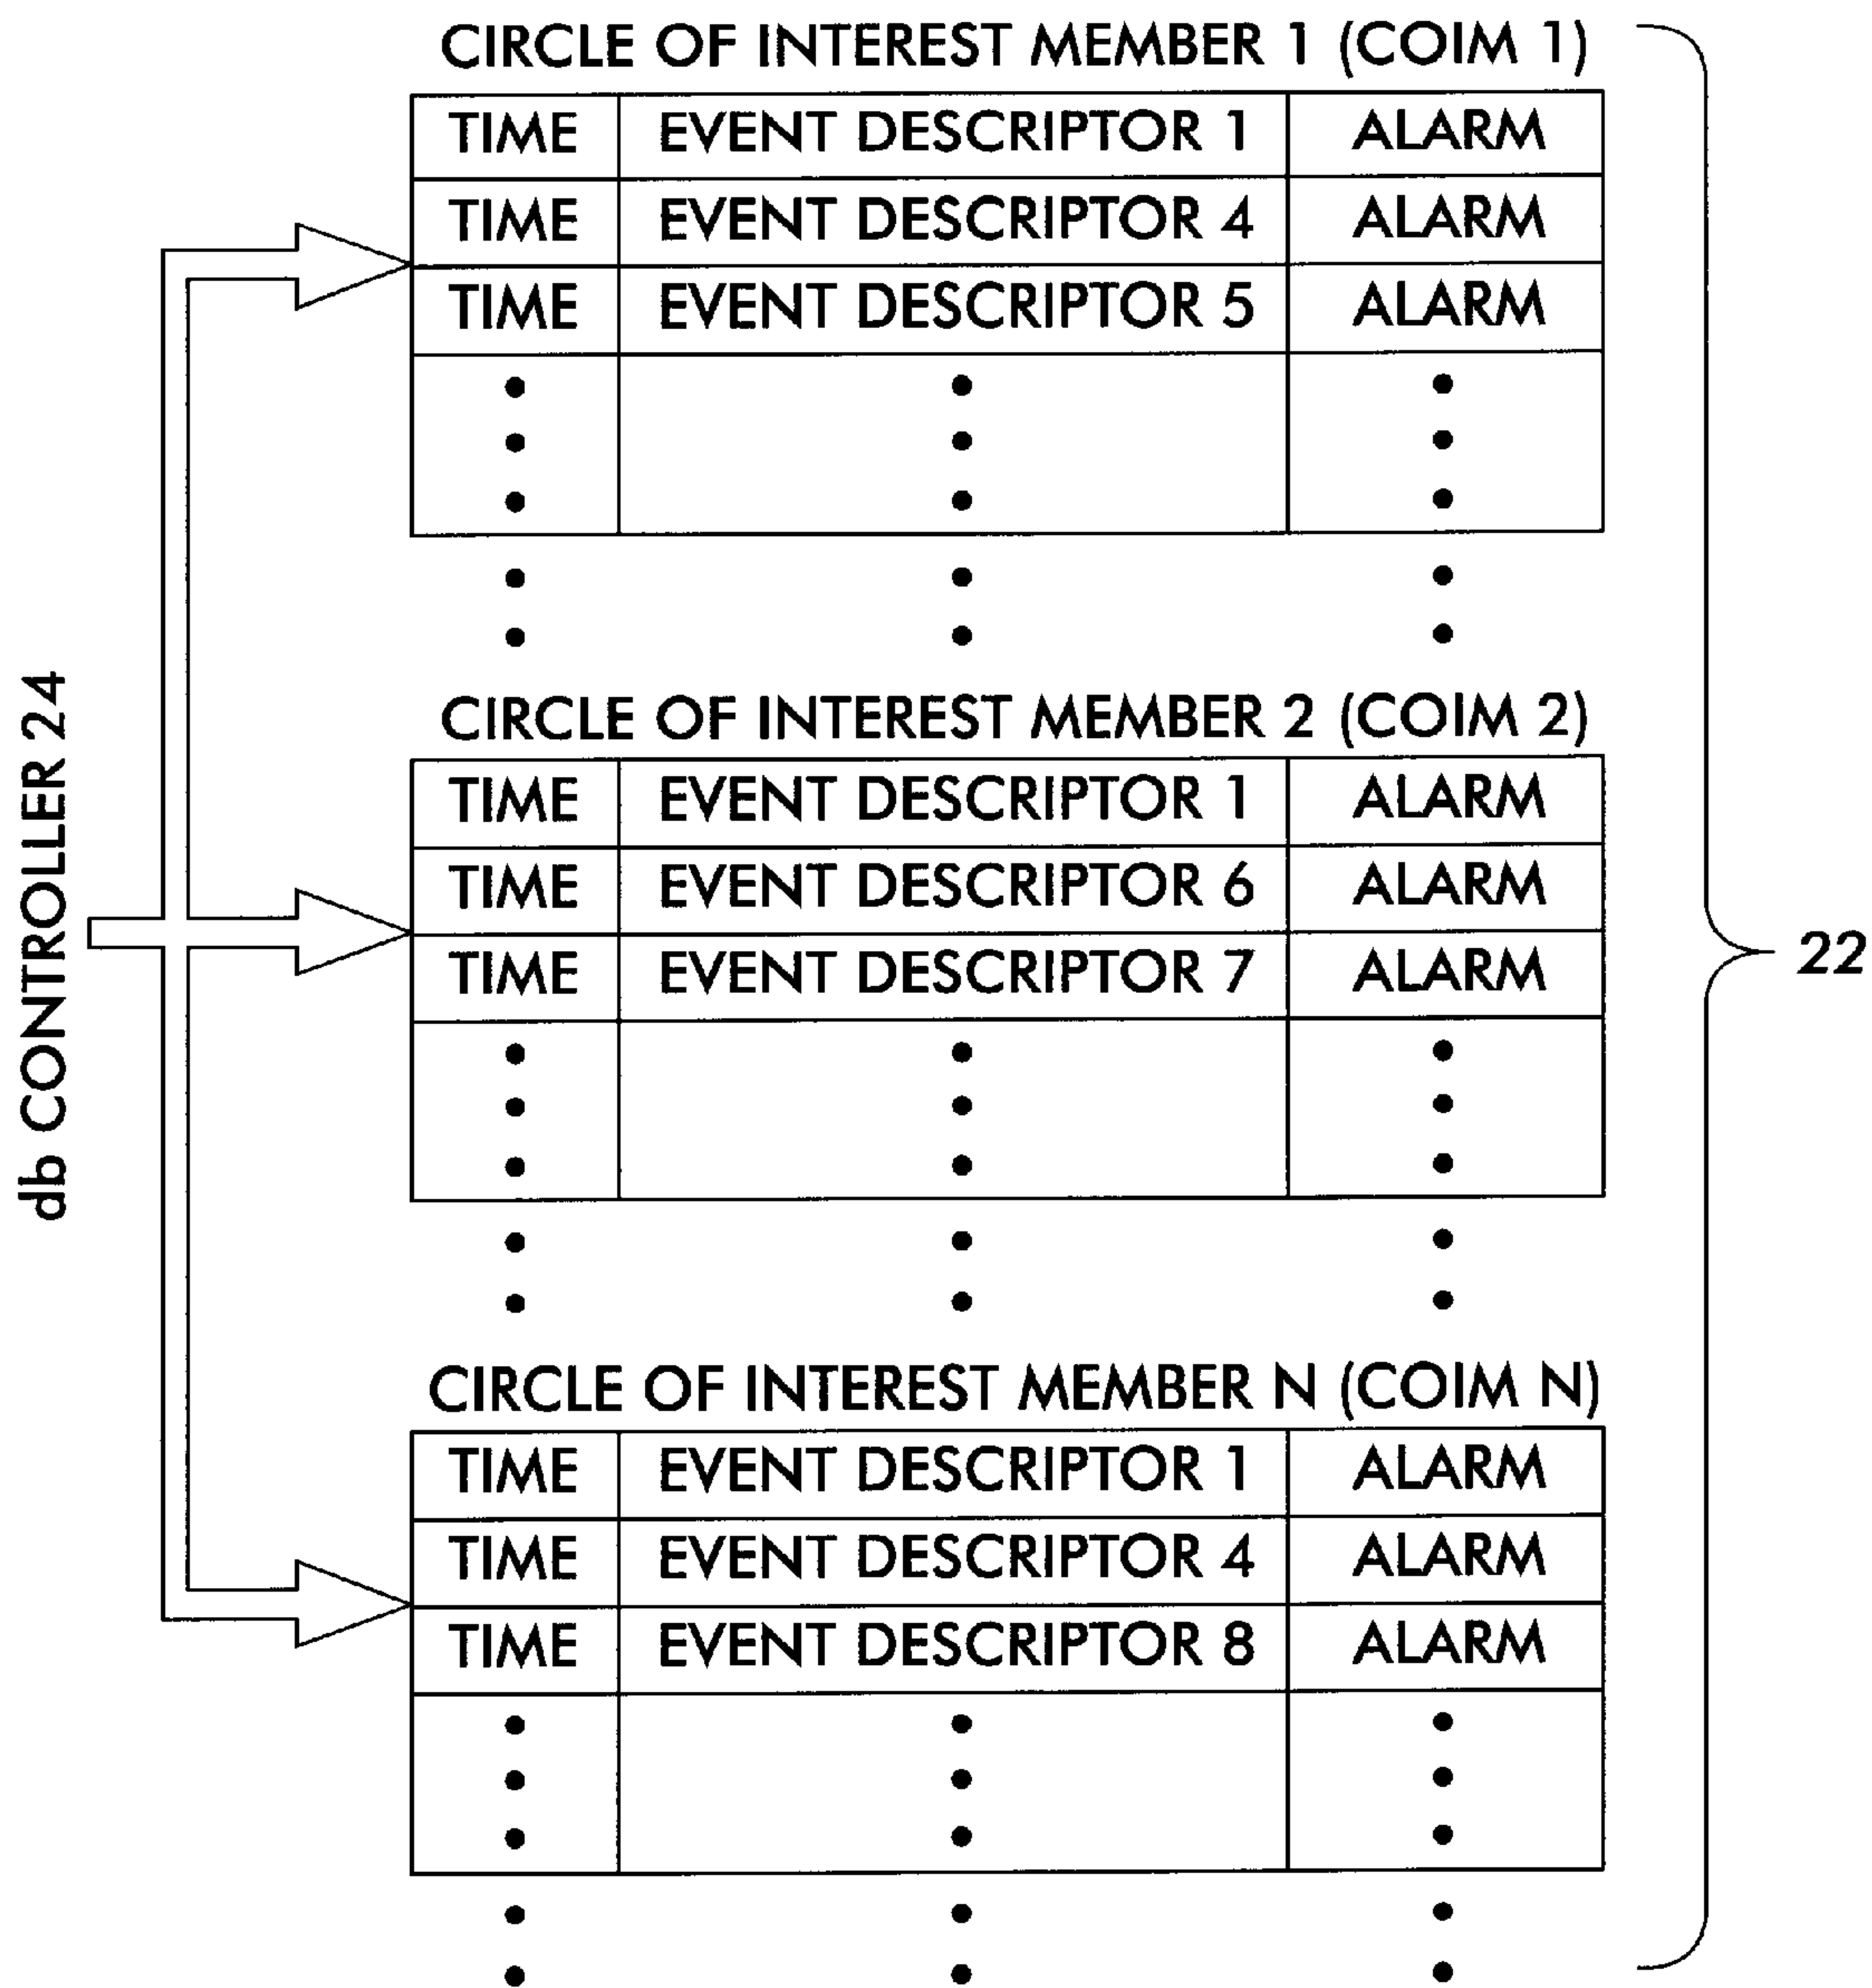 CIRCLE OF INTEREST MEMBER 1 (COIM 1)
TIME EVENT DESCRIPTOR 1 ALARM
TIME EVENT DESCRIPTOR 4 ALARM
TIME EVENT DESCRIPTOR 5 ALARM
db CONTROLLER 24
CIRCLE OF INTEREST MEMBER 2 (COIM 2)
TIME EVENT DESCRIPTOR 1 ALARM
TIME EVENT DESCRIPTOR 6 ALARM
TIME EVENT DESCRIPTOR 7 ALARM
22
CIRCLE OF INTEREST MEMBER N (COIM N)
TIME EVENT DESCRIPTOR 1 ALARM
TIME EVENT DESCRIPTOR 4 ALARM
TIME EVENT DESCRIPTOR 8 ALARM